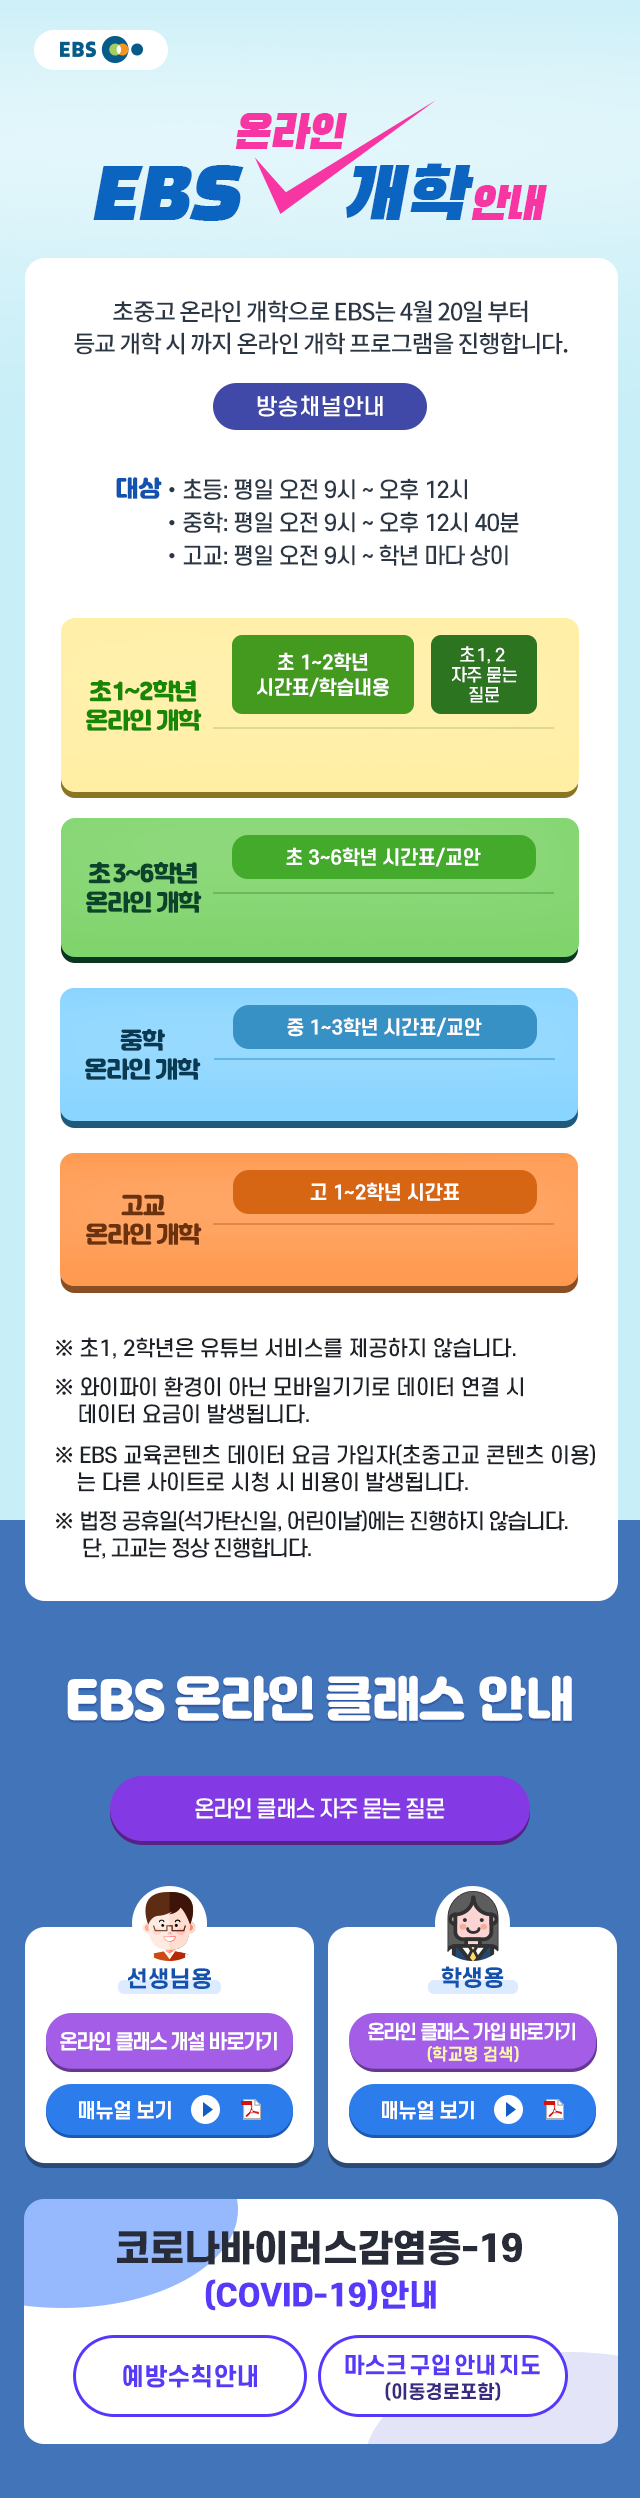 EBS
온라인
EBS 개학안내
초중고 온라인 개학으로 EBS는 4월 20일 부터
등교 개학 시 까지 온라인 개학 프로그램을 진행합니다.
방송채널안내
대상 • 초등: 평일 오전 9시 ~ 오후 12시
• 중학: 평일 오전 9시 ~ 오후 12시 40분
• 고교: 평일 오전 9시 ~ 학년 마다 상이
초1~2학년
온라인 개학
초 1~2학년
시간표/학습내용
초1, 2
자주 묻는
질문
초3~6학년
온라인 개학
초 3~6학년 시간표/교안
중학
온라인 개학
중 1~3학년 시간표/교안
고교
온라인 개학
고 1~2학년 시간표
※ 초1, 2학년은 유튜브 서비스를 제공하지 않습니다.
※ 와이파이 환경이 아닌 모바일기기로 데이터 연결 시
데이터 요금이 발생됩니다.
※ EBS 교육콘텐츠 데이터 요금 가입자(초중고교 콘텐츠 이용)
는 다른 사이트로 시청 시 비용이 발생됩니다.
※ 법정 공휴일(석가탄신일, 어린이날)에는 진행하지 않습니다.
단, 고교는 정상 진행합니다.
EBS 온라인 클래스 안내
온라인 클래스 자주 묻는 질문
선생님용
온라인 클래스 개설 바로가기
매뉴얼 보기
학생용
온라인 클래스 가입 바로가기
(학교명 검색)
매뉴얼 보기
코로나바이러스감염증-19
(COVID-19)안내
예방수칙안내
마스크 구입 안내 지도
(이동경로포함)